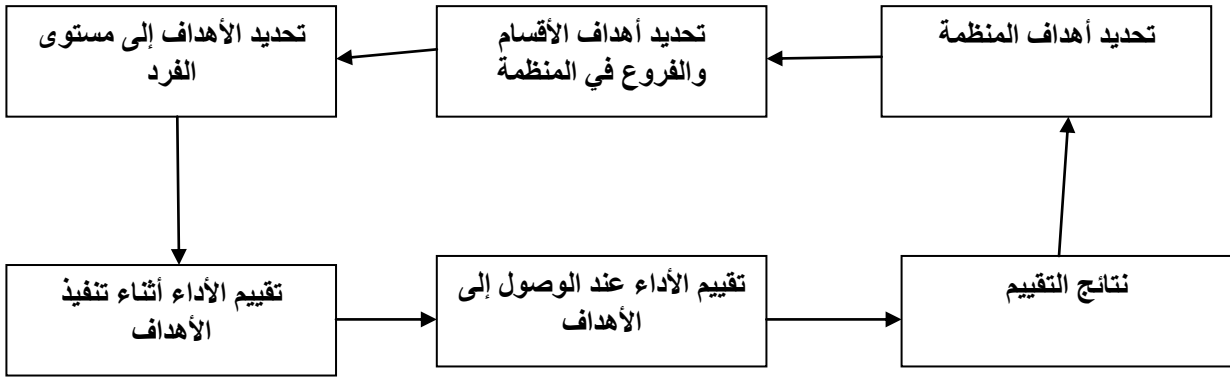 تحديد أهداف المنظمة
تحديد أهداف الأقسام
والفروع في المنظمة
تحديد الأهداف إلى مستوى
الفرد
تقييم الأداء أثناء تنفيذ
الأهداف
تقييم الأداء عند الوصول إلى
الأهداف
نتائج التقييم